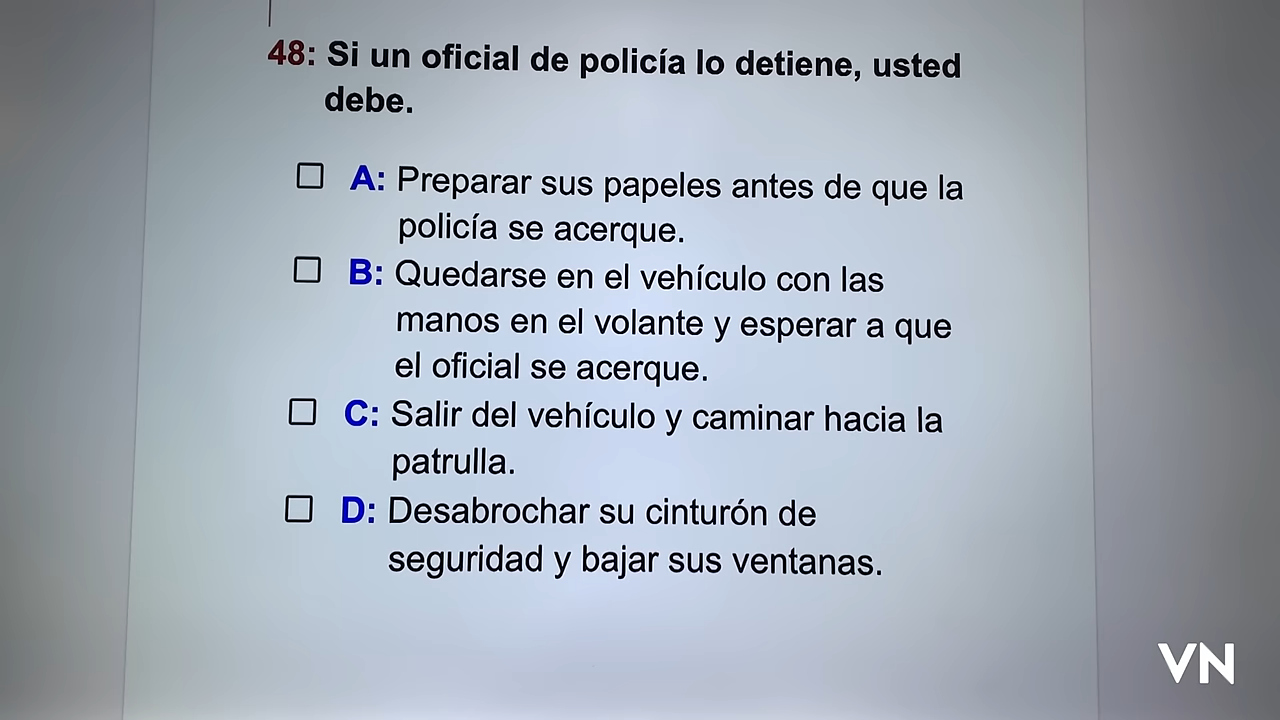 48: Si un oficial de policía lo detiene, usted
debe.
A: Preparar sus papeles antes de que la
policía se acerque.
B: Quedarse en el vehículo con las
manos en el volante y esperar a que
el oficial se acerque.
C: Salir del vehículo y caminar hacia la
patrulla.
D: Desabrochar su cinturón de
seguridad y bajar sus ventanas.
VN